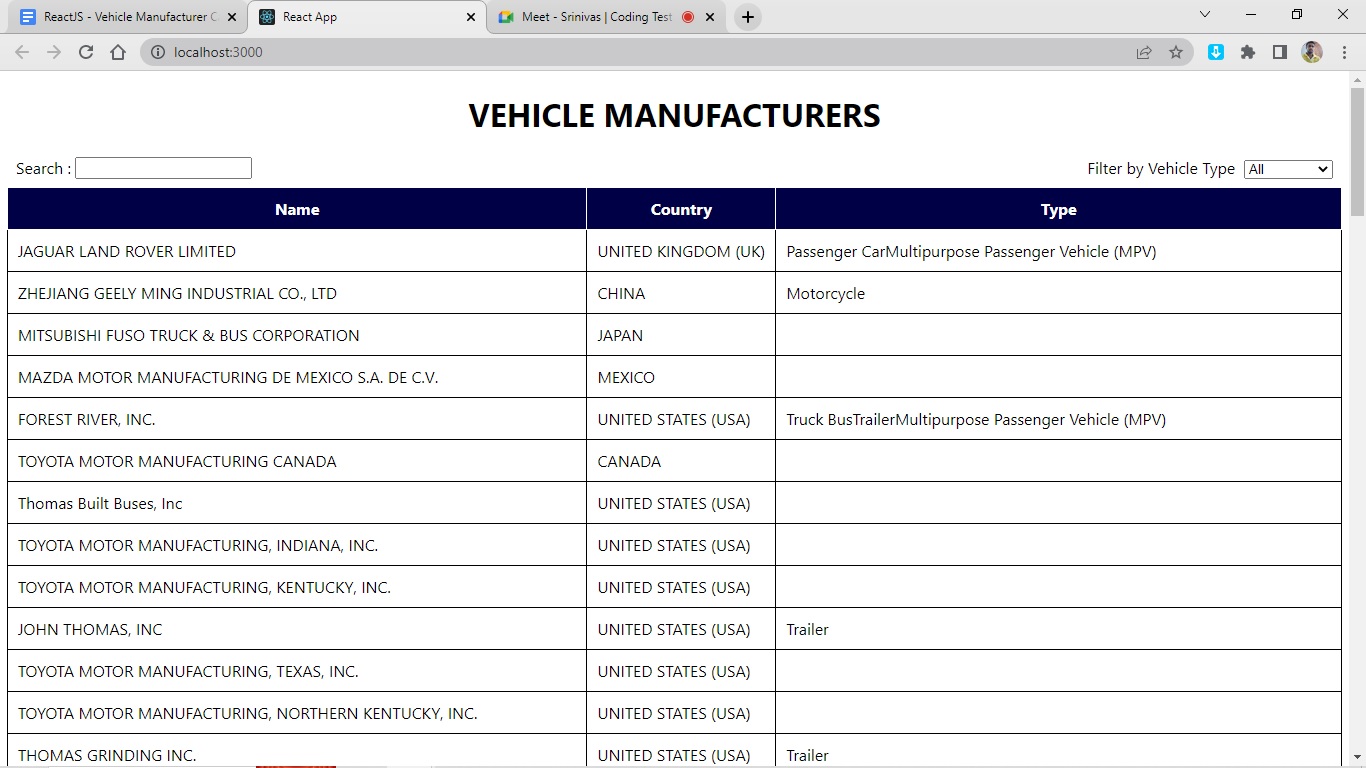 ReactJS - Vehicle Manufacturer C
React App
Meet - Srinivas | Coding Test
localhost:3000
VEHICLE MANUFACTURERS
Search :
Filter by Vehicle Type All
Name Country Type
JAGUAR LAND ROVER LIMITED UNITED KINGDOM (UK) Passenger CarMultipurpose Passenger Vehicle (MPV)
ZHEJIANG GEELY MING INDUSTRIAL CO., LTD CHINA Motorcycle
MITSUBISHI FUSO TRUCK & BUS CORPORATION JAPAN
MAZDA MOTOR MANUFACTURING DE MEXICO S.A. DE C.V. MEXICO
FOREST RIVER, INC. UNITED STATES (USA) Truck BusTrailerMultipurpose Passenger Vehicle (MPV)
TOYOTA MOTOR MANUFACTURING CANADA CANADA
Thomas Built Buses, Inc UNITED STATES (USA)
TOYOTA MOTOR MANUFACTURING, INDIANA, INC. UNITED STATES (USA)
TOYOTA MOTOR MANUFACTURING, KENTUCKY, INC. UNITED STATES (USA)
JOHN THOMAS, INC UNITED STATES (USA) Trailer
TOYOTA MOTOR MANUFACTURING, TEXAS, INC. UNITED STATES (USA)
TOYOTA MOTOR MANUFACTURING, NORTHERN KENTUCKY, INC. UNITED STATES (USA)
THOMAS GRINDING INC. UNITED STATES (USA) Trailer